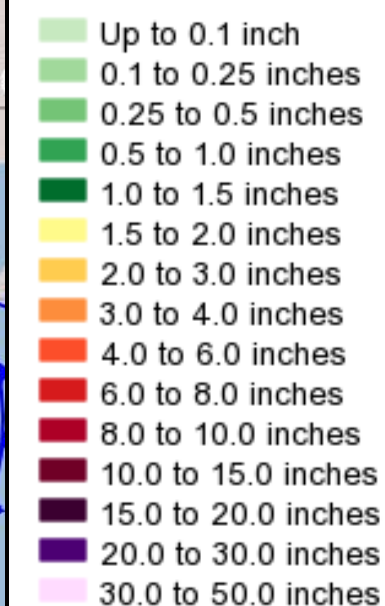 Up to 0.1 inch
0.1 to 0.25 inches
0.25 to 0.5 inches
0.5 to 1.0 inches
1.0 to 1.5 inches
1.5 to 2.0 inches
2.0 to 3.0 inches
3.0 to 4.0 inches
4.0 to 6.0 inches
6.0 to 8.0 inches
8.0 to 10.0 inches
10.0 to 15.0 inches
15.0 to 20.0 inches
20.0 to 30.0 inches
30.0 to 50.0 inches